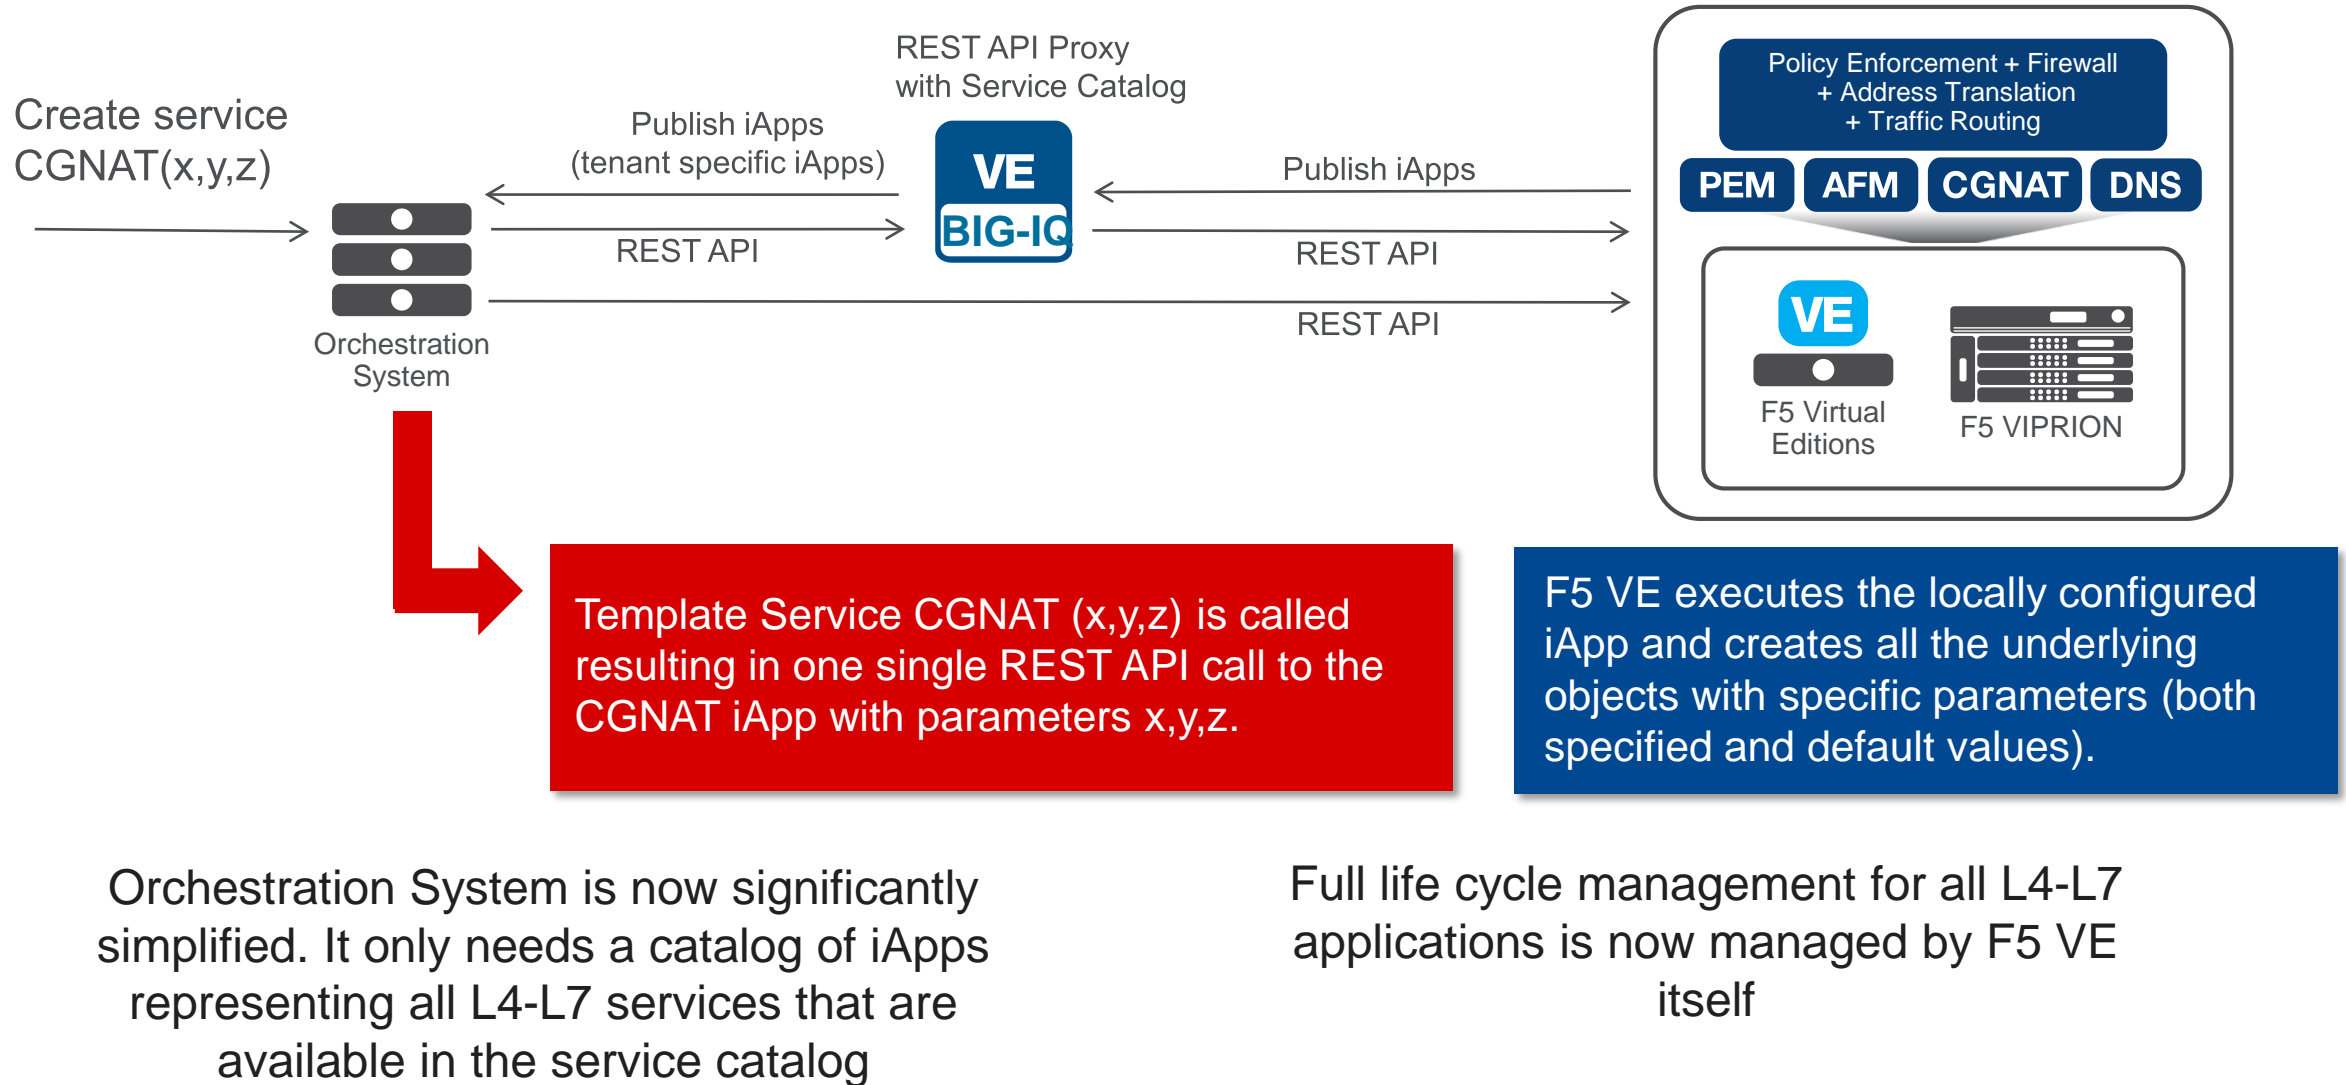 Create service
CGNAT(x,y,z)
Orchestration
System
Publish iApps
(tenant specific iApps)
REST API
REST API Proxy
with Service Catalog
VE
BIG-IQ
Publish iApps
REST API
REST API
Policy Enforcement + Firewall
+ Address Translation
+ Traffic Routing
PEM AFM CGNAT DNS
VE
F5 Virtual
Editions
F5 VIPRION
Template Service CGNAT (x,y,z) is called
resulting in one single REST API call to the
CGNAT iApp with parameters x,y,z.
F5 VE executes the locally configured
iApp and creates all the underlying
objects with specific parameters (both
specified and default values).
Orchestration System is now significantly
simplified. It only needs a catalog of iApps
representing all L4-L7 services that are
available in the service catalog
Full life cycle management for all L4-L7
applications is now managed by F5 VE
itself